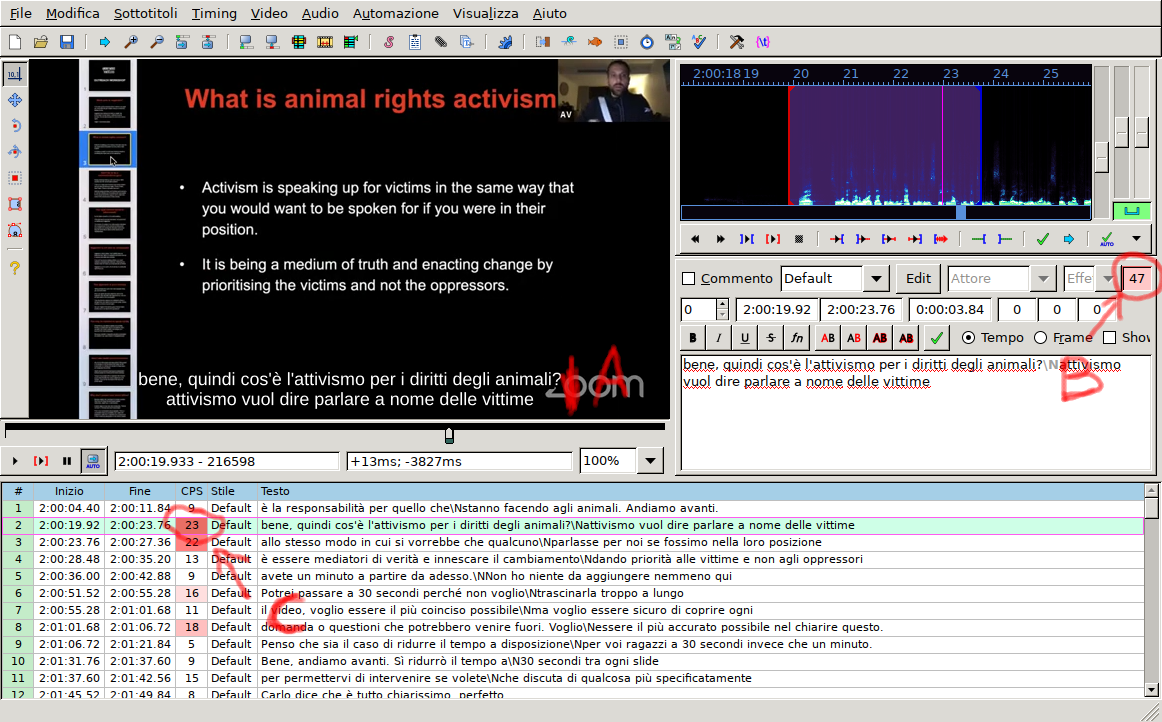 File Modifica Sottotitoli Timing Video Audio Automazione Visualizza Aiuto
What is animal rights activism
AV
• Activism is speaking up for victims in the same way that
you would want to be spoken for if you were in their
position.
• It is being a medium of truth and enacting change by
prioritising the victims and not the oppressors.
zoom
A
bene, quindi cos'è l'attivismo per i diritti degli animali?
attivismo vuol dire parlare a nome delle vittime
2:00:18 19 20 21 22 23 24 25
AUTO
Commento Default Edit Attore Effe 47
0 2:00:19.92 2:00:23.76 0:00:03.84 0 0 0
B I U S fn AB AB AB AB Tempo Frame Show
B
bene, quindi cos'è l'attivismo per i diritti degli animali?\Nattivismo
vuol dire parlare a nome delle vittime
AUTO 2:00:19.933 - 216598 +13ms; -3827ms 100%
# Inizio Fine CPS Stile Testo
1 2:00:04.40 2:00:11.84 9 Default è la responsabilità per quello che\Nstanno facendo agli animali. Andiamo avanti.
2 2:00:19.92 2:00:23.76 23 Default bene, quindi cos'è l'attivismo per i diritti degli animali?\Nattivismo vuol dire parlare a nome delle vittime
3 2:00:23.76 2:00:27.36 22 Default allo stesso modo in cui si vorrebbe che qualcuno\Nparlasse per noi se fossimo nella loro posizione
4 2:00:28.48 2:00:35.20 13 Default è essere mediatori di verità e innescare il cambiamento\Ndando priorità alle vittime e non agli oppressori
5 2:00:36.00 2:00:42.88 9 Default avete un minuto a partire da adesso.\NNon ho niente da aggiungere nemmeno qui
6 2:00:51.52 2:00:55.28 16 Default Potrei passare a 30 secondi perché non voglio\Ntrascinarla troppo a lungo
7 2:00:55.28 2:01:01.68 11 Default il video, voglio essere il più coinciso possibile\Nma voglio essere sicuro di coprire ogni
8 2:01:01.68 2:01:06.72 18 Default domanda o questioni che potrebbero venire fuori. Voglio\Nessere il più accurato possibile nel chiarire questo.
C
9 2:01:06.72 2:01:21.84 5 Default Penso che sia il caso di ridurre il tempo a disposizione\Nper voi ragazzi a 30 secondi invece che un minuto.
10 2:01:31.76 2:01:37.60 9 Default Bene, andiamo avanti. Sì ridurrò il tempo a\N30 secondi tra ogni slide
11 2:01:37.60 2:01:42.56 15 Default per permettervi di intervenire se volete\Nche discuta di qualcosa più specificatamente
12 2:01:45.52 2:01:49.84 8 Default Carlo dice che è tutto chiarissimo, perfetto